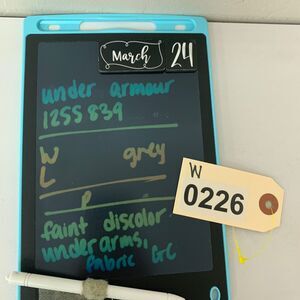 March 24
under armour
1255839
W grey
L
P
faint discolor
underarms,
fabric GC
W
0226